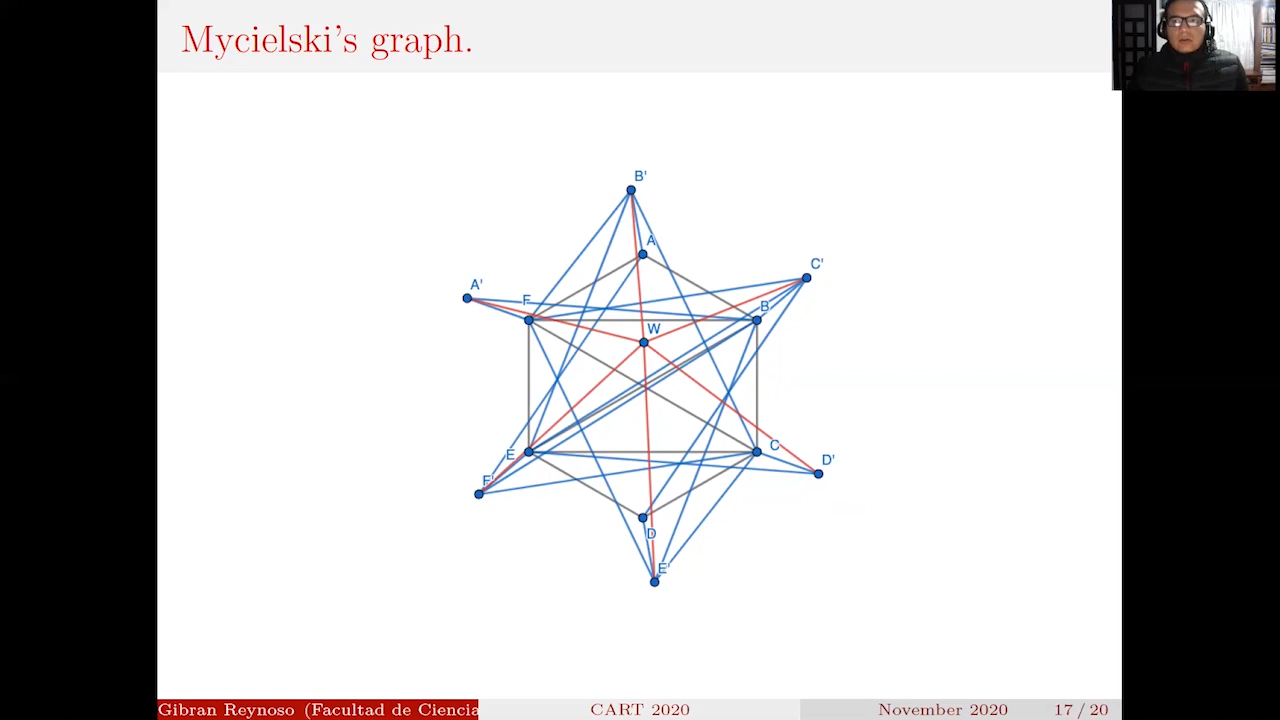 Mycielski's graph.
B'
A
C'
A'
F
B
W
E
C
D'
F'
D
E'
Gibran Reynoso (Facultad de Ciencia
CART 2020
November 2020
17 / 20